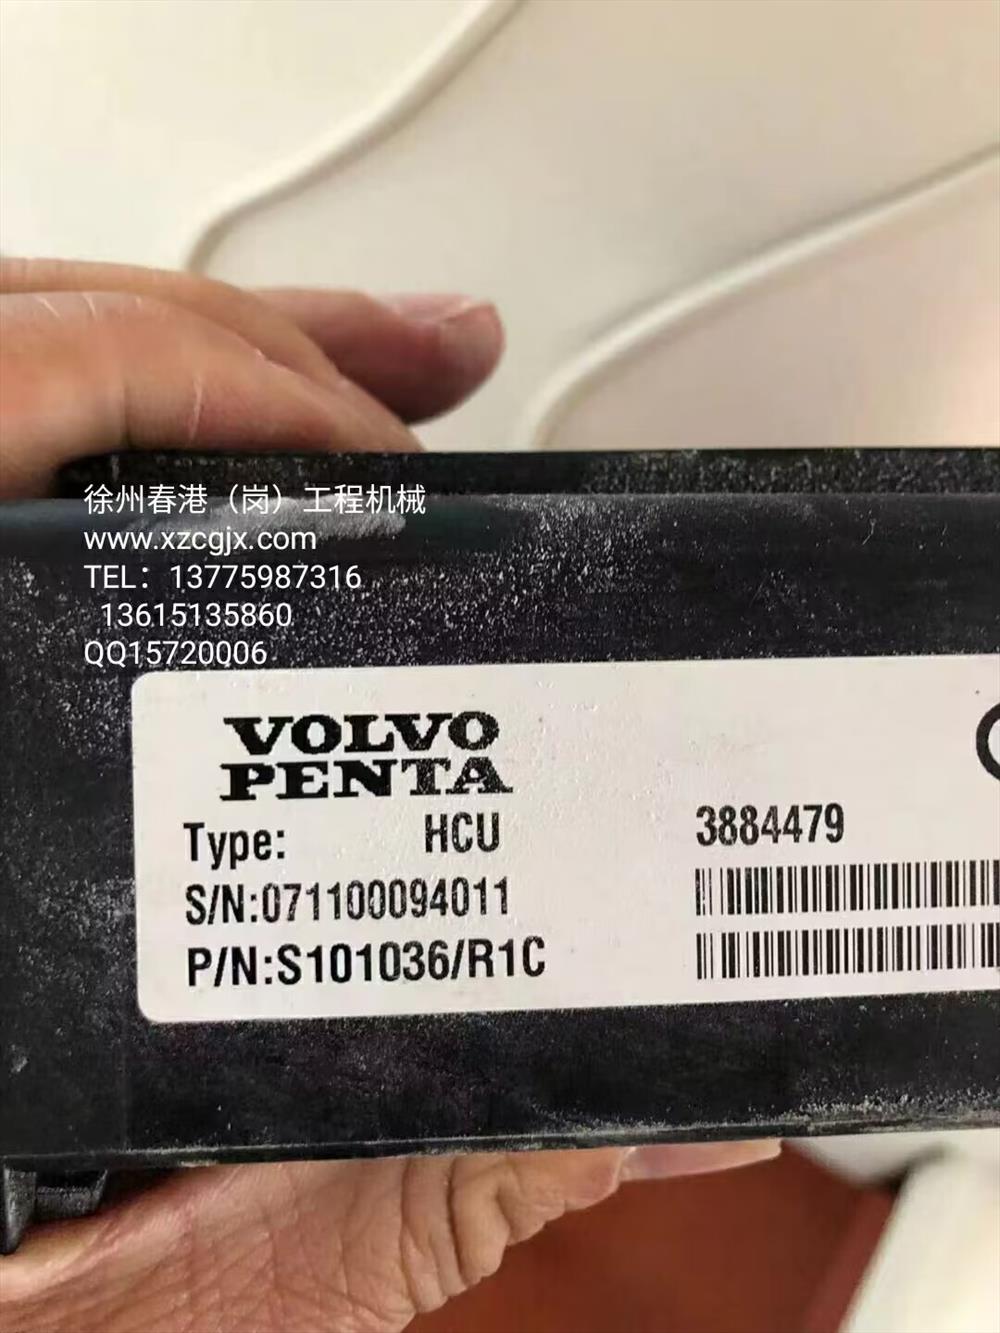 徐州春港（岗）工程机械
www.xzcgjx.com
TEL：13775987316
13615135860
QQ15720006
VOLVO
PENTA
Type: HCU 3884479
S/N:071100094011
P/N:S101036/R1C